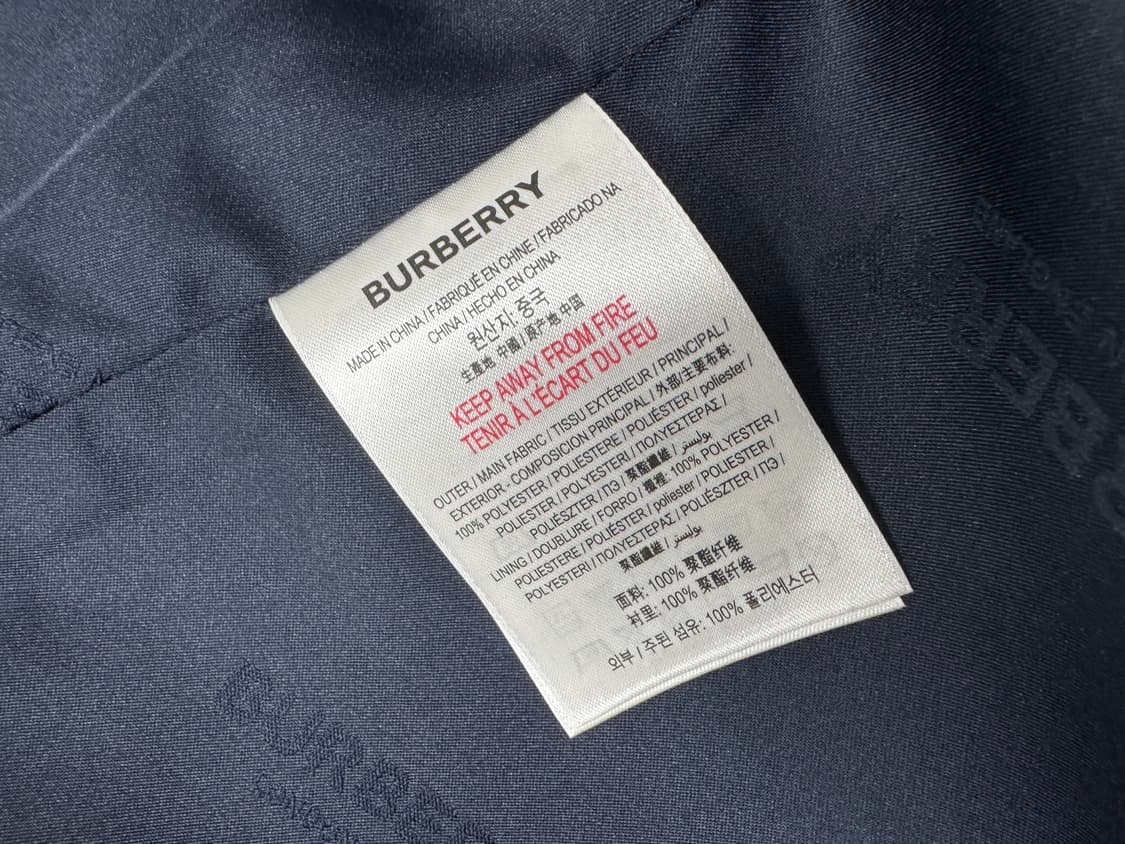 BURBERRY
MADE IN CHINA / FABRIQUÉ EN CHINE / FABRICADO NA
CHINA / HECHO EN CHINA
원산지: 중국
生產地 中國 / 原产地 中国
KEEP AWAY FROM FIRE
TENIR À L'ÉCART DU FEU
OUTER / MAIN FABRIC / TISSU EXTÉRIEUR / PRINCIPAL /
EXTERIOR - COMPOSICION PRINCIPAL / 外部/主要布料:
100% POLYESTER / POLIESTERE / POLIÉSTER / poliester /
POLIESTER / POLYESTERI / ΠΟΛΥΕΣΤΕΡΑΣ /
POLIÉSZTER / ПЭ / 聚酯纖維 / بوليستر
LINING / DOUBLURE / FORRO / 襯裡: 100% POLYESTER /
POLIESTERE / POLIÉSTER / poliester / POLIESTER /
POLYESTERI / ΠΟΛΥΕΣΤΕΡΑΣ / POLIÉSZTER / ПЭ /
聚酯纖維 / بوليستر
面料: 100% 聚酯纤维
衬里: 100% 聚酯纤维
외부 / 주된 섬유: 100% 폴리에스터